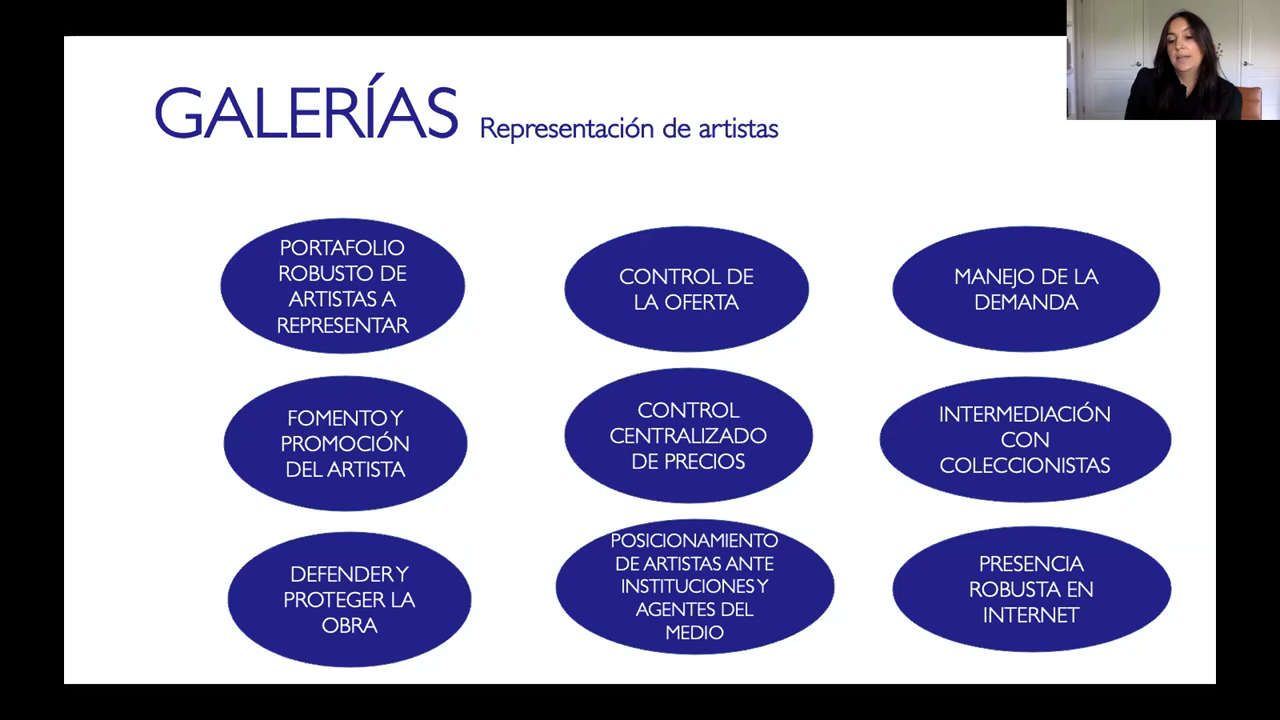 GALERÍAS Representación de artistas
PORTAFOLIO
ROBUSTO DE
ARTISTAS A
REPRESENTAR
CONTROL DE
LA OFERTA
MANEJO DE LA
DEMANDA
FOMENTO Y
PROMOCIÓN
DEL ARTISTA
CONTROL
CENTRALIZADO
DE PRECIOS
INTERMEDIACIÓN
CON
COLECCIONISTAS
DEFENDER Y
PROTEGER LA
OBRA
POSICIONAMIENTO
DE ARTISTAS ANTE
INSTITUCIONES Y
AGENTES DEL
MEDIO
PRESENCIA
ROBUSTA EN
INTERNET